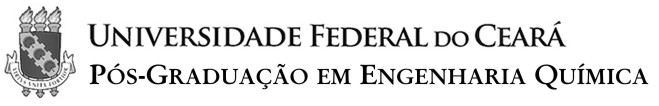 UNIVERSIDADE FEDERAL DO CEARÁ
PÓS-GRADUAÇÃO EM ENGENHARIA QUÍMICA